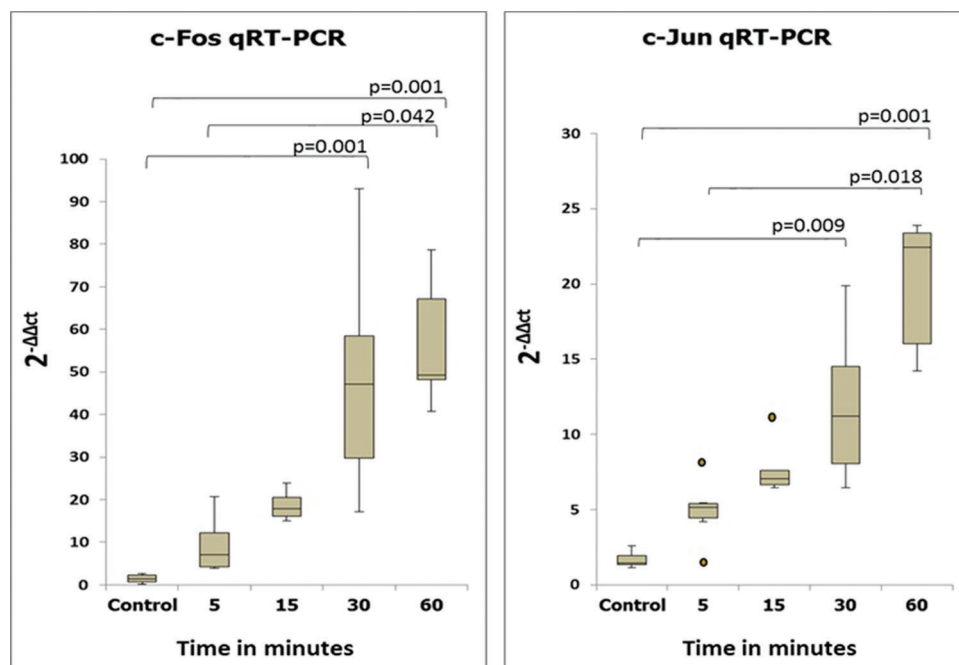 c-Fos qRT-PCR
p=0.001
p=0.042
p=0.001
100
90
80
70
60
50
40
30
20
10
0
2-ΔΔct
Control 5 15 30 60
Time in minutes
c-Jun qRT-PCR
p=0.001
p=0.018
p=0.009
30
25
20
15
10
5
0
2-ΔΔct
Control 5 15 30 60
Time in minutes